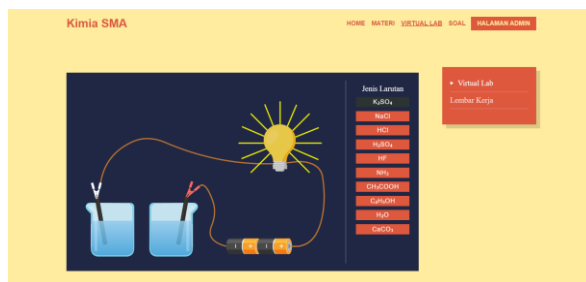 Kimia SMA
HOME MATERI VIRTUAL LAB SOAL HALAMAN ADMIN
Jenis Larutan
K₂SO₄
NaCl
HCl
H₂SO₄
HF
NH₃
CH₃COOH
C₂H₅OH
H₂O
CaCO₃
Virtual Lab
Lembar Kerja